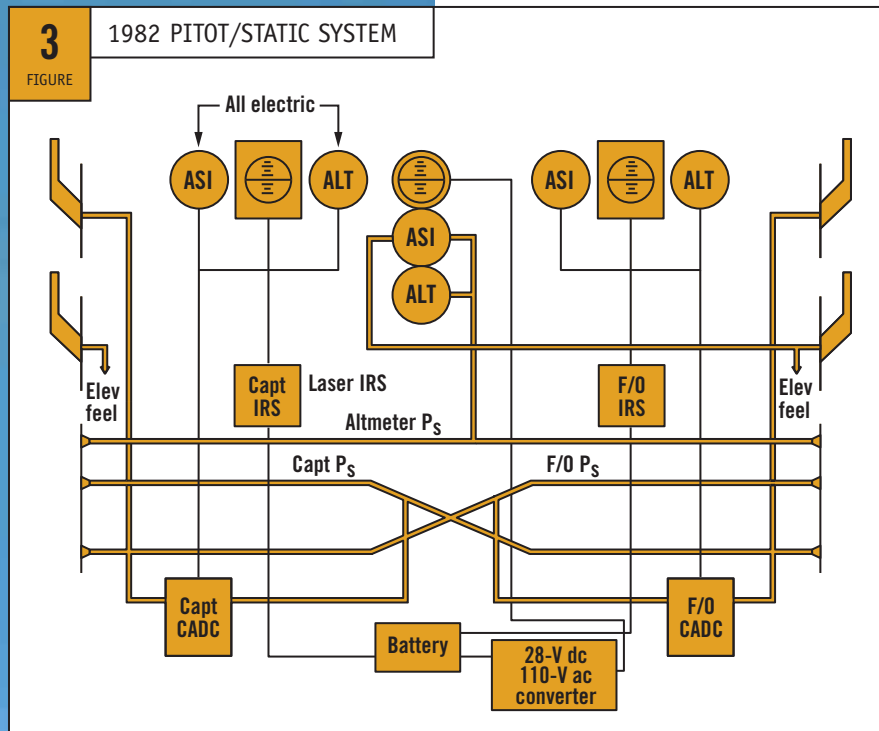 3
FIGURE
1982 PITOT/STATIC SYSTEM
All electric
ASI
ALT
ASI
ALT
ASI
ALT
Elev
feel
Capt
IRS
Laser IRS
F/O
IRS
Elev
feel
Altmeter Ps
Capt Ps
F/O Ps
Capt
CADC
Battery
28-V dc
110-V ac
converter
F/O
CADC